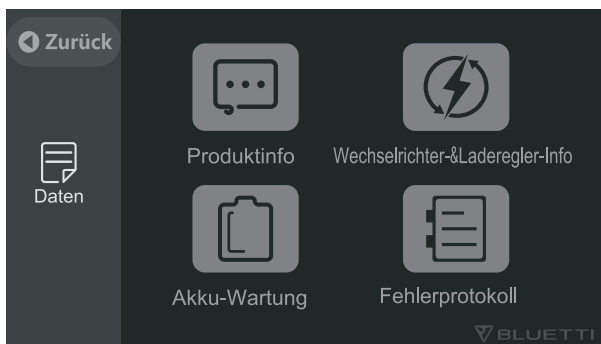 Zurück
Daten
Produktinfo
Wechselrichter-&Laderegler-Info
Akku-Wartung
Fehlerprotokoll
BLUETTI